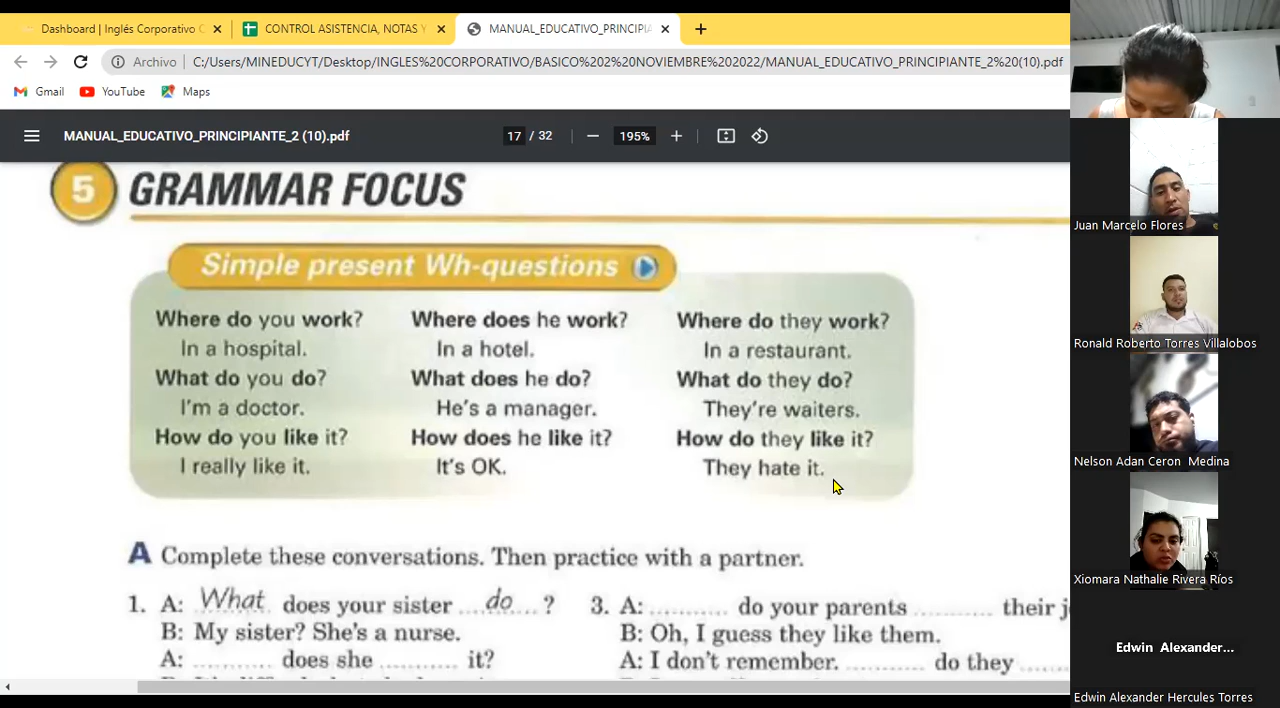 Dashboard | Inglés Corporativo
CONTROL ASISTENCIA, NOTAS Y
MANUAL_EDUCATIVO_PRINCIPIA
Archivo
C:/Users/MINEDUCYT/Desktop/INGLES%20CORPORATIVO/BASICO%202%20NOVIEMBRE%202022/MANUAL_EDUCATIVO_PRINCIPIANTE_2%20(10).pdf
Gmail YouTube Maps
MANUAL_EDUCATIVO_PRINCIPIANTE_2 (10).pdf
17 / 32
195%
5 GRAMMAR FOCUS
Simple present Wh-questions
Where do you work?
In a hospital.
What do you do?
I'm a doctor.
How do you like it?
I really like it.
Where does he work?
In a hotel.
What does he do?
He's a manager.
How does he like it?
It's OK.
Where do they work?
In a restaurant.
What do they do?
They're waiters.
How do they like it?
They hate it.
A Complete these conversations. Then practice with a partner.
1. A: What does your sister ....do....?
B: My sister? She's a nurse.
A: ............ does she ............ it?
3. A: ............ do your parents ............ their
B: Oh, I guess they like them.
A: I don't remember. ............ do they ......
Juan Marcelo Flores
Ronald Roberto Torres Villalobos
Nelson Adan Ceron Medina
Xiomara Nathalie Rivera Ríos
Edwin Alexander...
Edwin Alexander Hercules Torres